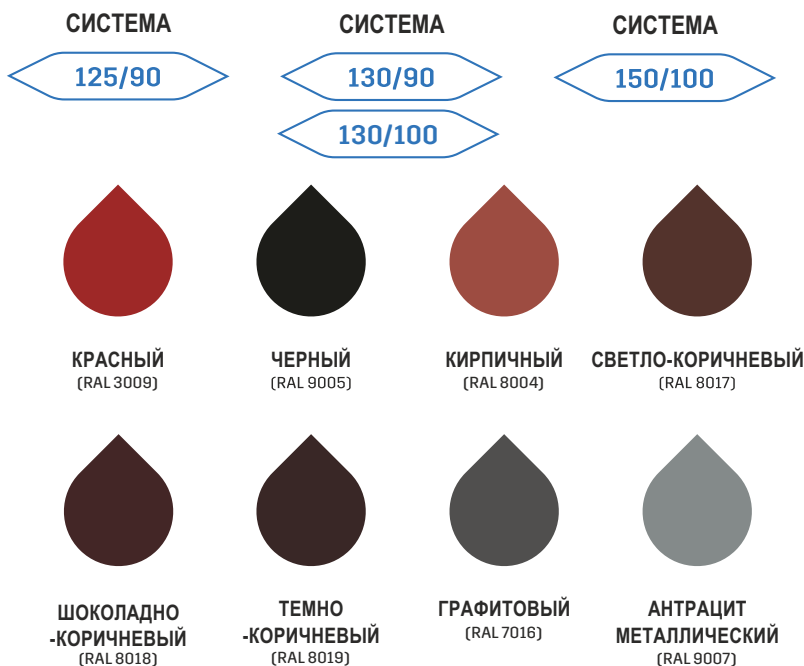 СИСТЕМА СИСТЕМА СИСТЕМА
125/90 130/90 150/100
130/100
КРАСНЫЙ ЧЕРНЫЙ КИРПИЧНЫЙ СВЕТЛО-КОРИЧНЕВЫЙ
(RAL 3009) (RAL 9005) (RAL 8004) (RAL 8017)
ШОКОЛАДНО
-КОРИЧНЕВЫЙ
(RAL 8018)
ТЕМНО
-КОРИЧНЕВЫЙ
(RAL 8019)
ГРАФИТОВЫЙ
(RAL 7016)
АНТРАЦИТ
МЕТАЛЛИЧЕСКИЙ
(RAL 9007)